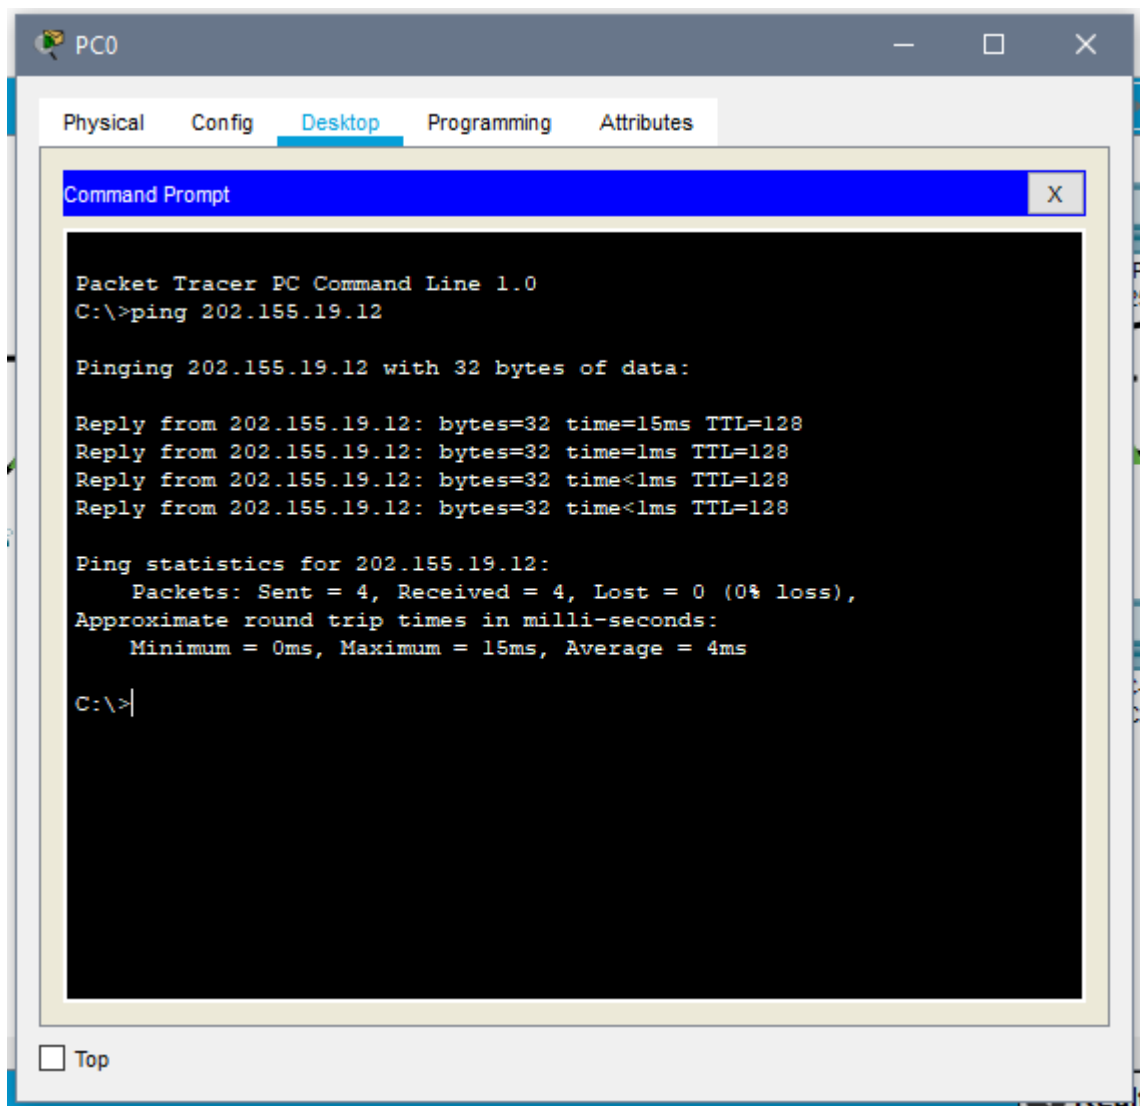 PC0
Physical Config Desktop Programming Attributes
Command Prompt X
Packet Tracer PC Command Line 1.0
C:\>ping 202.155.19.12
Pinging 202.155.19.12 with 32 bytes of data:
Reply from 202.155.19.12: bytes=32 time=15ms TTL=128
Reply from 202.155.19.12: bytes=32 time=1ms TTL=128
Reply from 202.155.19.12: bytes=32 time<1ms TTL=128
Reply from 202.155.19.12: bytes=32 time<1ms TTL=128
Ping statistics for 202.155.19.12:
    Packets: Sent = 4, Received = 4, Lost = 0 (0% loss),
Approximate round trip times in milli-seconds:
    Minimum = 0ms, Maximum = 15ms, Average = 4ms
C:\>
Top